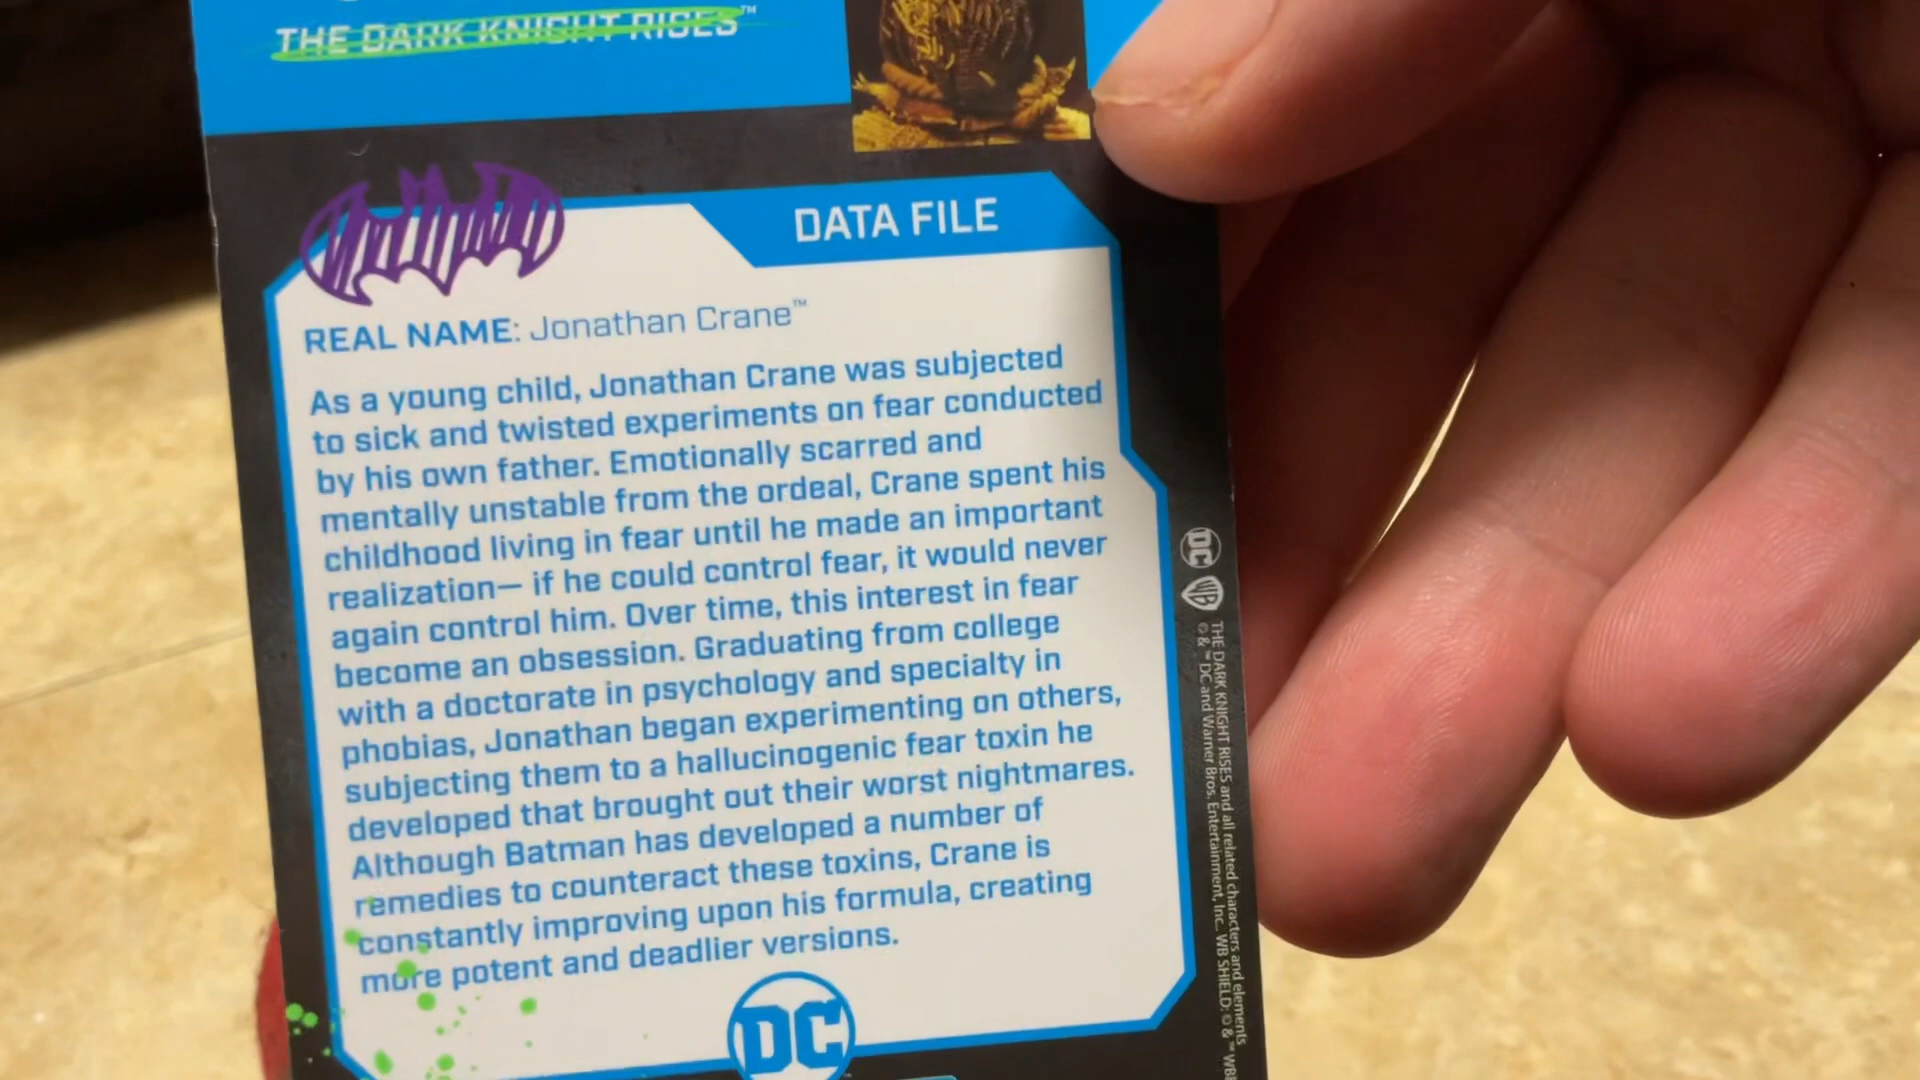 THE DARK KNIGHT RISES™
DATA FILE
REAL NAME: Jonathan Crane™
As a young child, Jonathan Crane was subjected
to sick and twisted experiments on fear conducted
by his own father. Emotionally scarred and
mentally unstable from the ordeal, Crane spent his
childhood living in fear until he made an important
realization— if he could control fear, it would never
again control him. Over time, this interest in fear
become an obsession. Graduating from college
with a doctorate in psychology and specialty in
phobias, Jonathan began experimenting on others,
subjecting them to a hallucinogenic fear toxin he
developed that brought out their worst nightmares.
Although Batman has developed a number of
remedies to counteract these toxins, Crane is
constantly improving upon his formula, creating
more potent and deadlier versions.
DC
DC
WB
THE DARK KNIGHT RISES and all related characters and elements
© & ™ DC and Warner Bros. Entertainment, Inc. WB SHIELD: © & ™ WBE